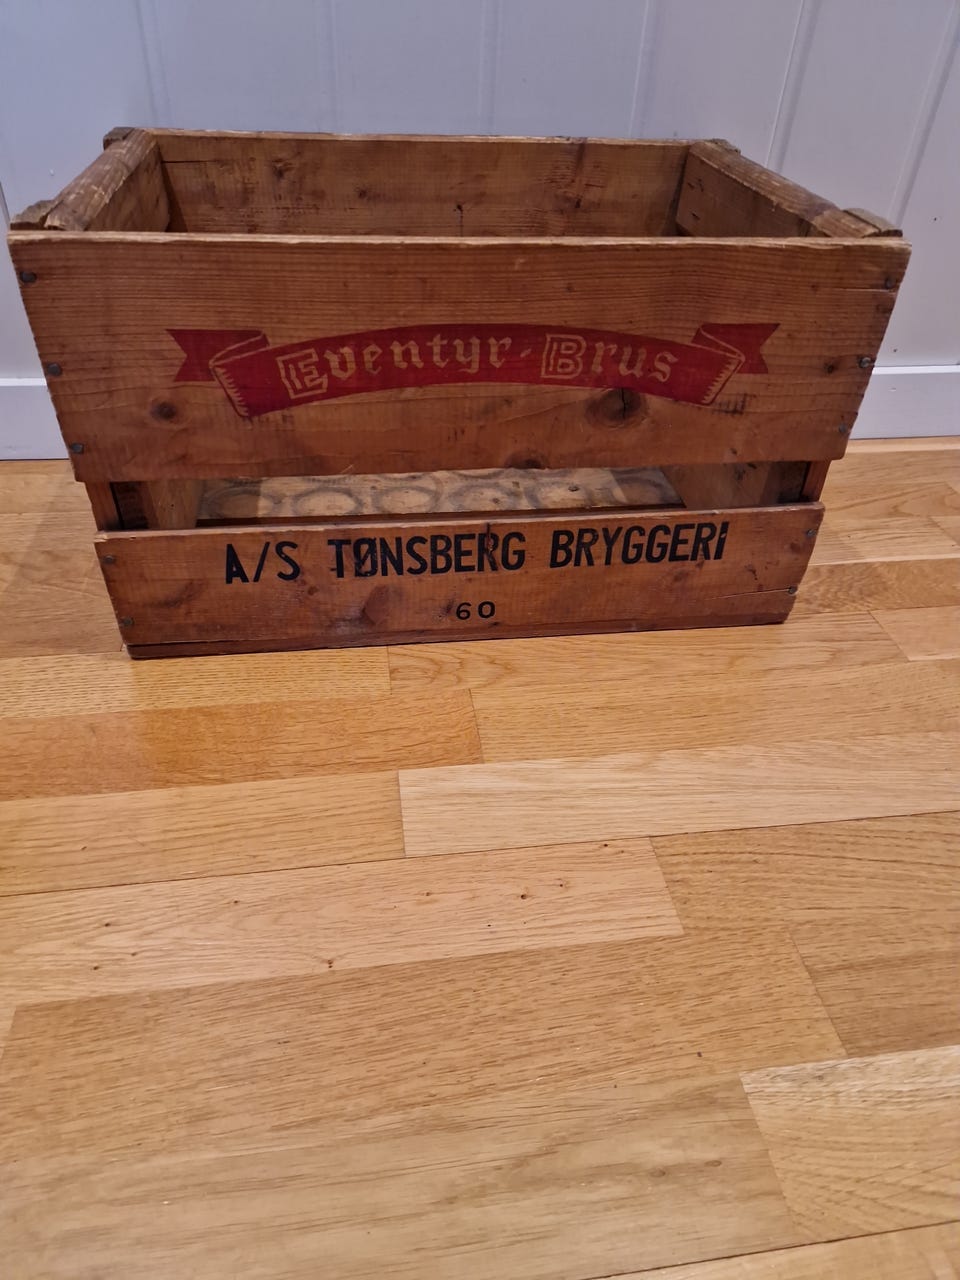 Eventyr-Brus
A/S TØNSBERG BRYGGERI
60